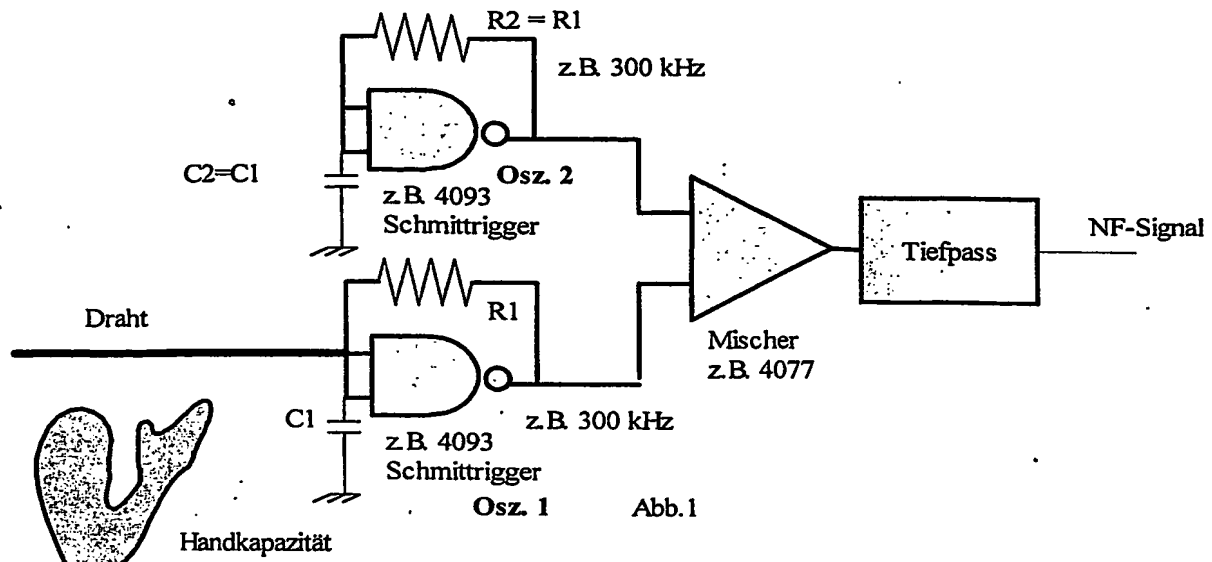 R2 = R1
z.B. 300 kHz
C2=C1
Osz. 2
z.B. 4093
Schmittrigger
NF-Signal
Tiefpass
Draht
R1
Mischer
z.B. 4077
C1
z.B. 300 kHz
z.B. 4093
Schmittrigger
Osz. 1
Abb.1
Handkapazität